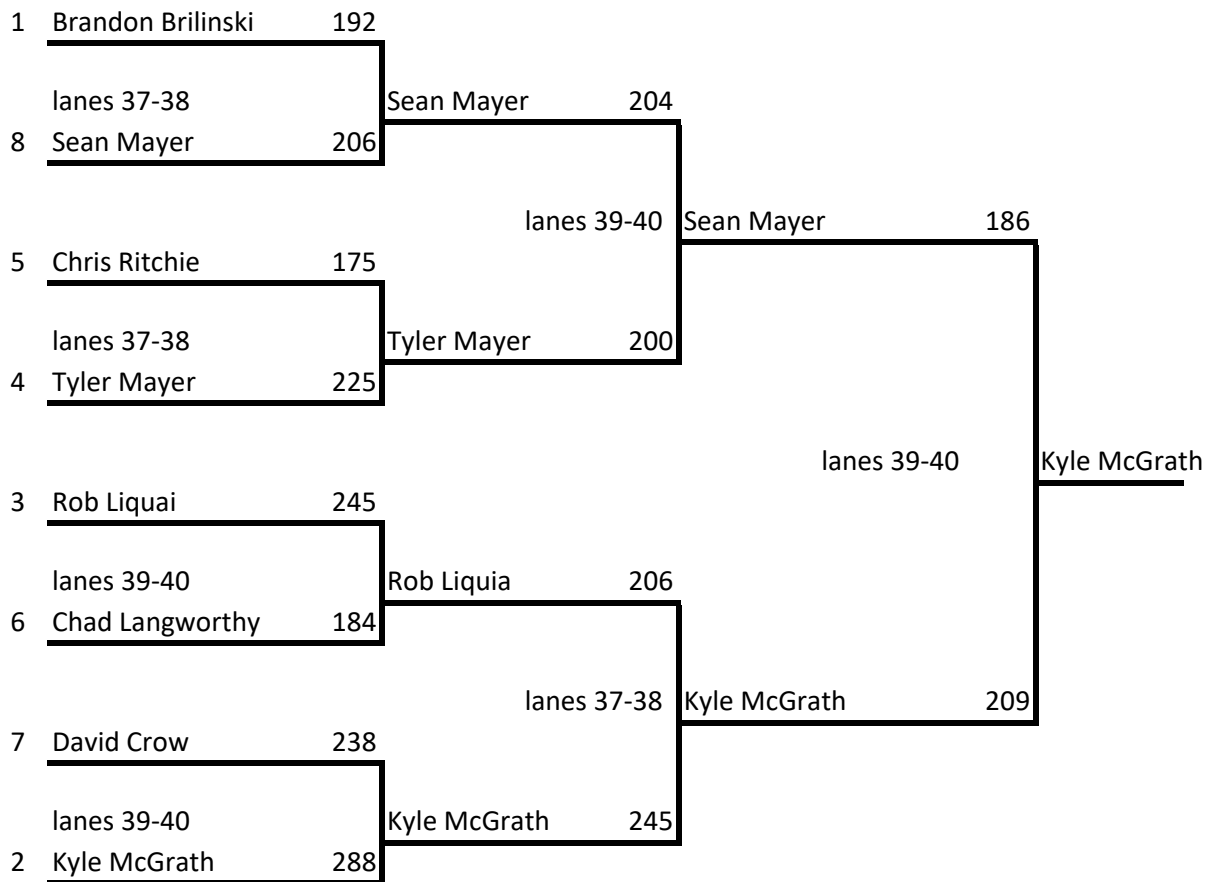 1 Brandon Brilinski 192
lanes 37-38 Sean Mayer 204
8 Sean Mayer 206
lanes 39-40 Sean Mayer 186
5 Chris Ritchie 175
lanes 37-38 Tyler Mayer 200
4 Tyler Mayer 225
lanes 39-40 Kyle McGrath
3 Rob Liquai 245
lanes 39-40 Rob Liquia 206
6 Chad Langworthy 184
lanes 37-38 Kyle McGrath 209
7 David Crow 238
lanes 39-40 Kyle McGrath 245
2 Kyle McGrath 288